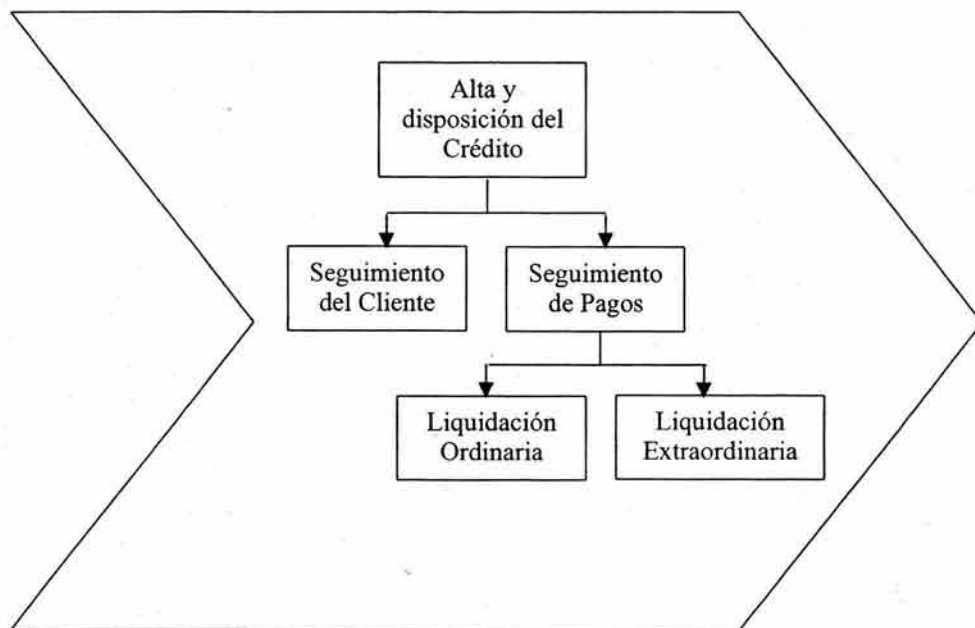 Alta y
disposición del
Crédito
Seguimiento
del Cliente
Seguimiento
de Pagos
Liquidación
Ordinaria
Liquidación
Extraordinaria